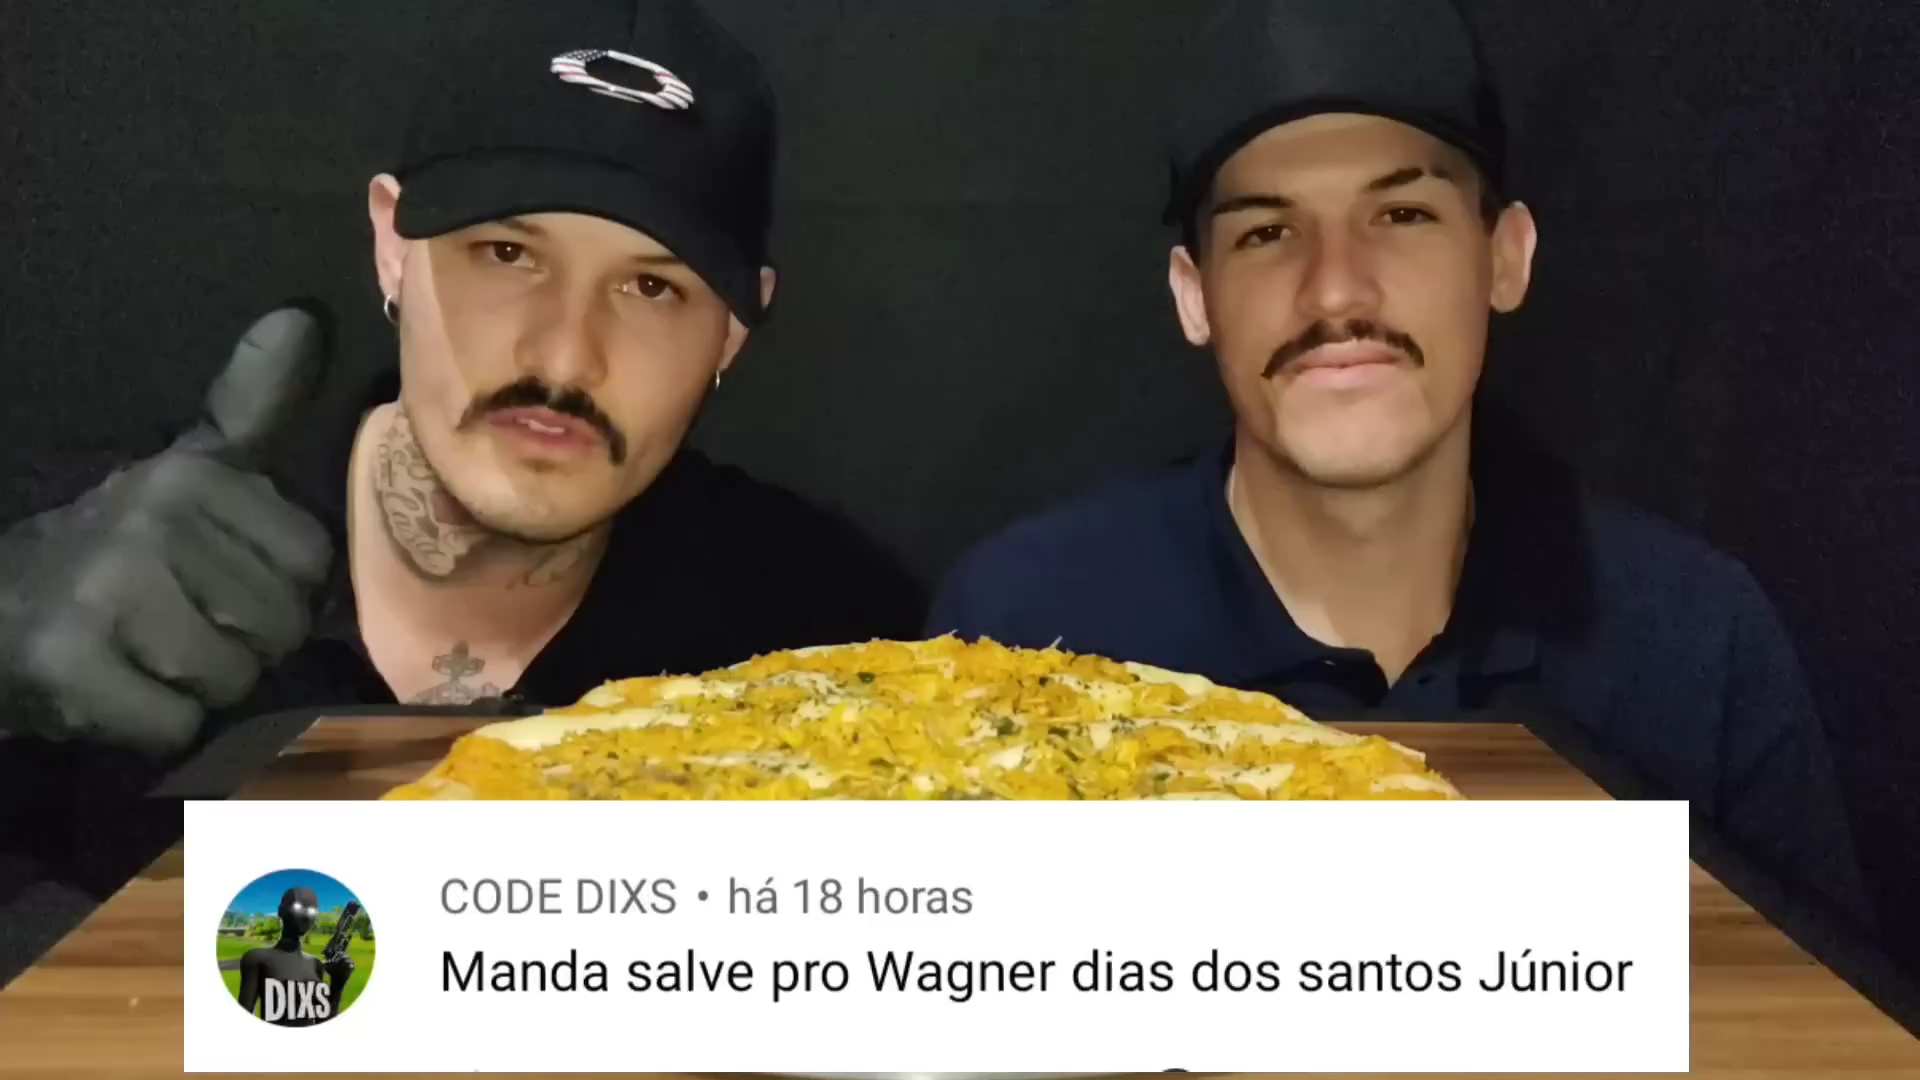 CODE DIXS • há 18 horas
Manda salve pro Wagner dias dos santos Júnior
DIXS